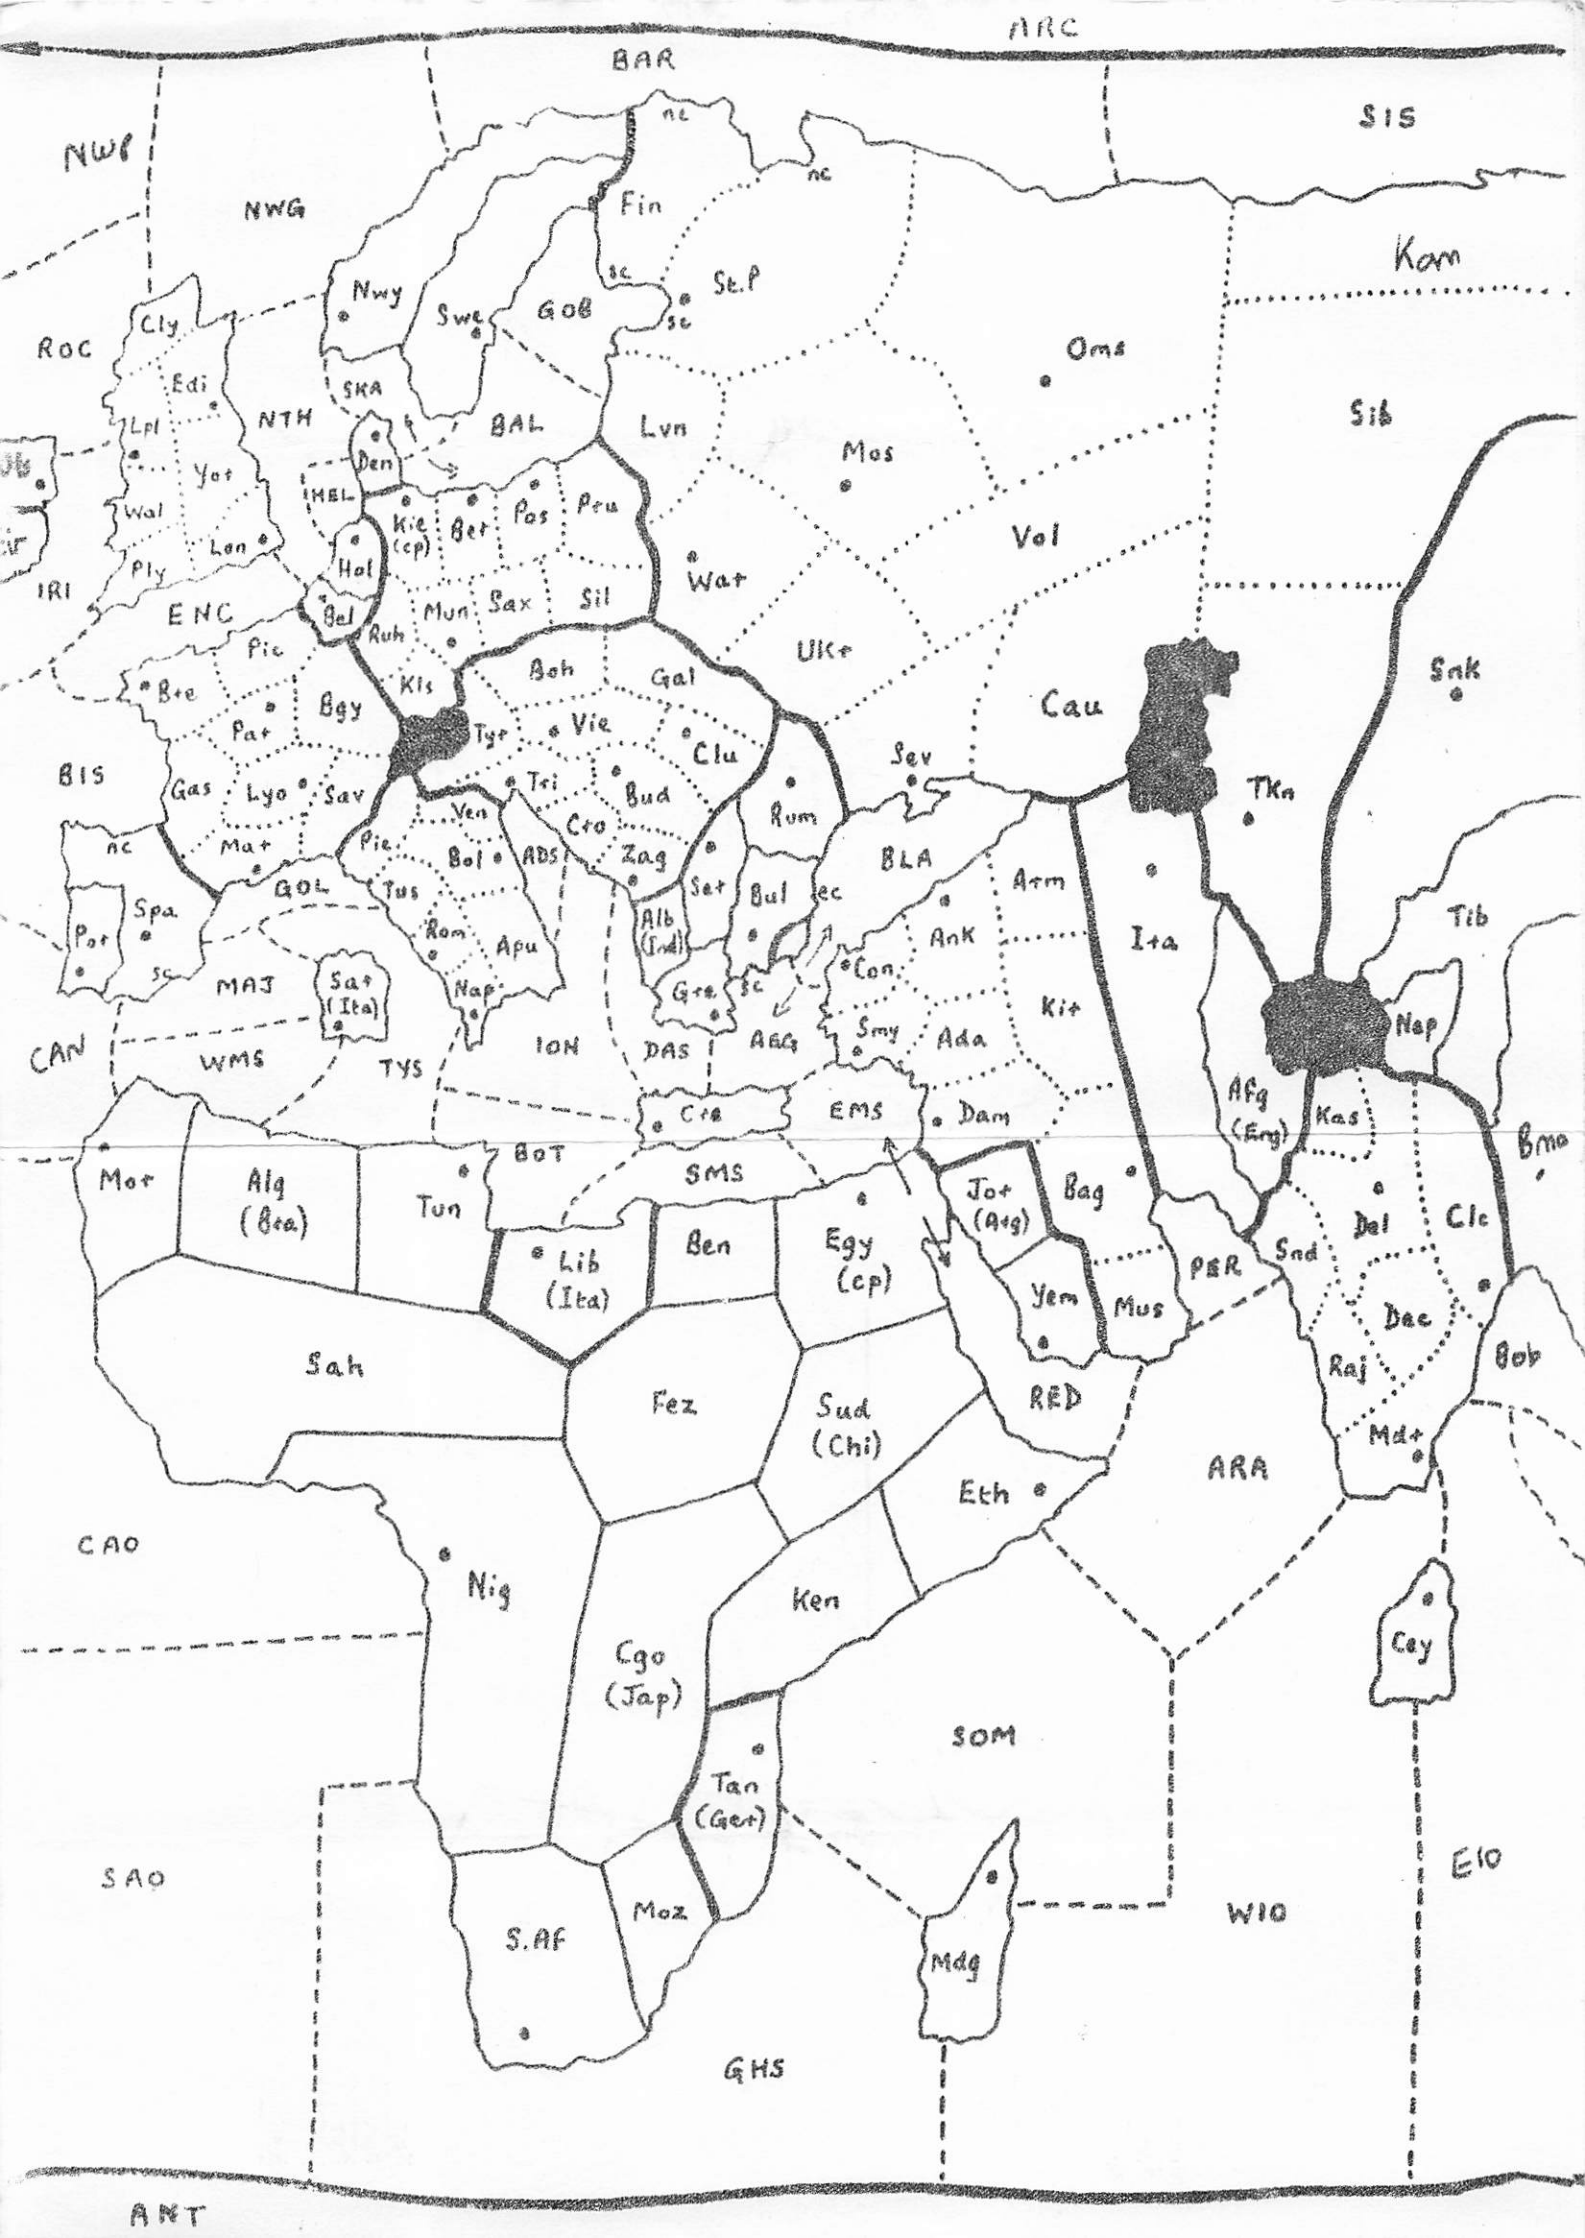 ARC
BAR
SIS
NWP
nc
nc
NWG
Fin
Kam
Nwy
sc
St.P
Cly
Swe
GOB
sc
ROC
Oms
Edi
SKA
Lpl
NTH
BAL
Lvn
Sib
Mos
Den
Yor
HEL
Wal
Kie
(cp)
Ber
Pos
Pru
Vol
Lon
Hol
Ply
War
IRI
ENC
Bel
Mun
Sax
Sil
Ruh
Pic
Ukr
Boh
Gal
Kls
Snk
Bre
Par
Bgy
Tyr
Vie
Cau
Clu
BIS
Gas
Lyo
Sav
Tri
Bud
Sev
TKn
Ven
Rum
Cro
nc
Mar
Pie
Bol
ADS
Zag
BLA
GOL
Tus
Ser
Bul
ec
Arm
Por
Spa
Rom
Apu
Alb
(Ind)
Ank
Ita
Tib
sc
MAJ
Sar
(Ita)
Nap
Gre
sc
Con
Kir
Nep
CAN
WMS
TYS
ION
DAS
AEG
Smy
Ada
Afg
(Eng)
Kas
Cre
EMS
Dam
Bma
BOT
SMS
Mor
Alg
(Bra)
Tun
Jor
(Arg)
Bag
Lib
(Ita)
Ben
Egy
(cp)
Del
Clc
Snd
PER
Yem
Mus
Dec
Sah
Fez
Sud
(Chi)
RED
Raj
Bob
Mdr
ARA
Eth
CAO
Nig
Ken
Cey
Cgo
(Jap)
SOM
Tan
(Ger)
SAO
EIO
Moz
WIO
S.Af
Mdg
GHS
ANT